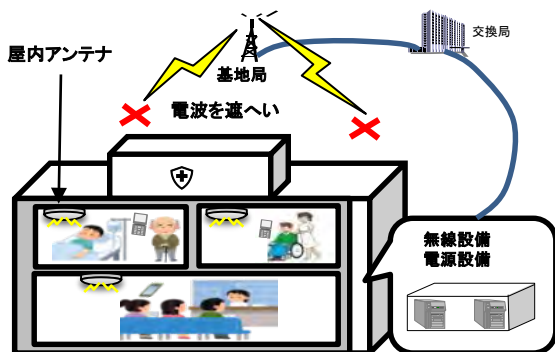 屋内アンテナ
基地局
交換局
電波を遮へい
無線設備
電源設備